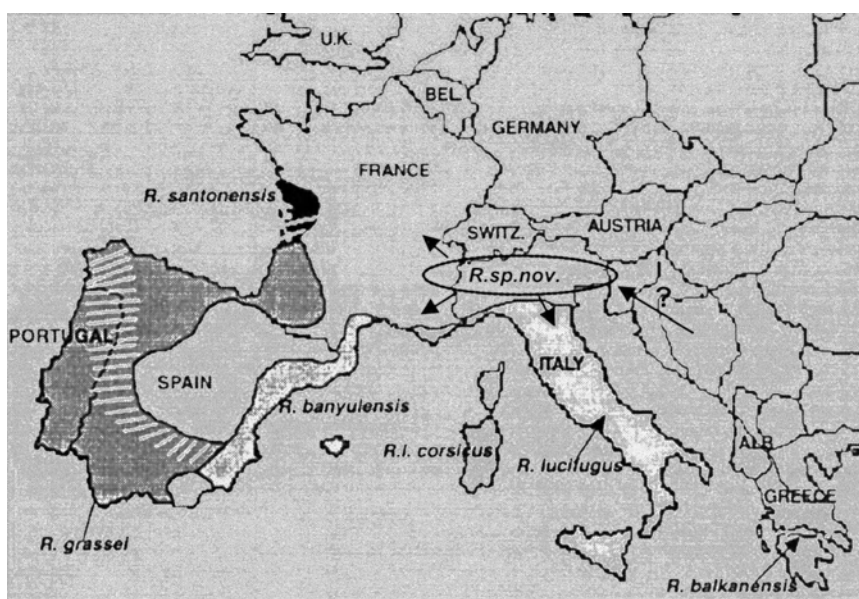 U.K.
BEL.
GERMANY
FRANCE
R. santonensis
SWITZ.
AUSTRIA
R.sp.nov.
?
PORTUGAL
ITALY
SPAIN
R. banyulensis
R.l. corsicus
R. lucifugus
ALB
GREECE
R. grassei
R. balkanensis